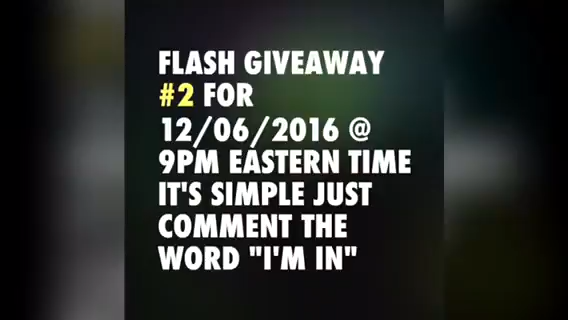 FLASH GIVEAWAY
#2 FOR
12/06/2016 @
9PM EASTERN TIME
IT'S SIMPLE JUST
COMMENT THE
WORD "I'M IN"